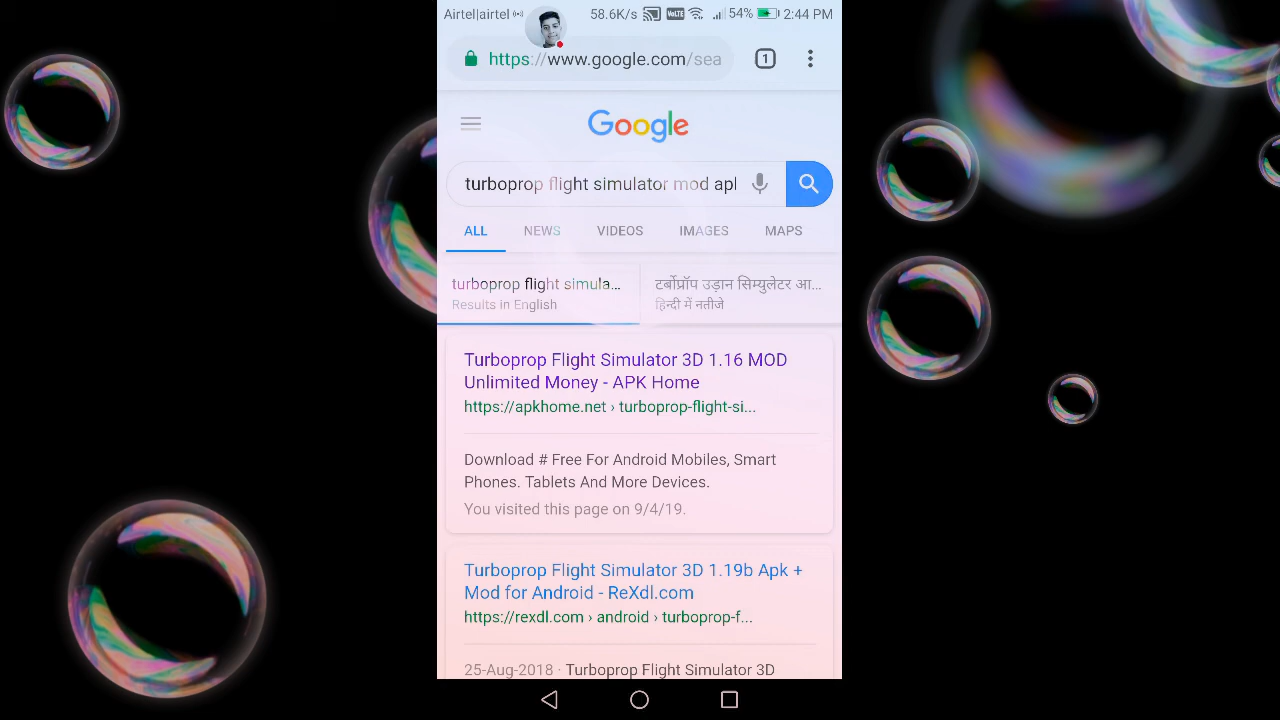 Airtel|airtel 58.6K/s VoLTE 54% 2:44 PM
https://www.google.com/sea 1
Google
turboprop flight simulator mod apl
ALL NEWS VIDEOS IMAGES MAPS
turboprop flight simula... टर्बोप्रॉप उड़ान सिम्युलेटर आ...
Results in English हिन्दी में नतीजे
Turboprop Flight Simulator 3D 1.16 MOD
Unlimited Money - APK Home
https://apkhome.net › turboprop-flight-si...
Download # Free For Android Mobiles, Smart
Phones. Tablets And More Devices.
You visited this page on 9/4/19.
Turboprop Flight Simulator 3D 1.19b Apk +
Mod for Android - ReXdl.com
https://rexdl.com › android › turboprop-f...
25-Aug-2018 · Turboprop Flight Simulator 3D